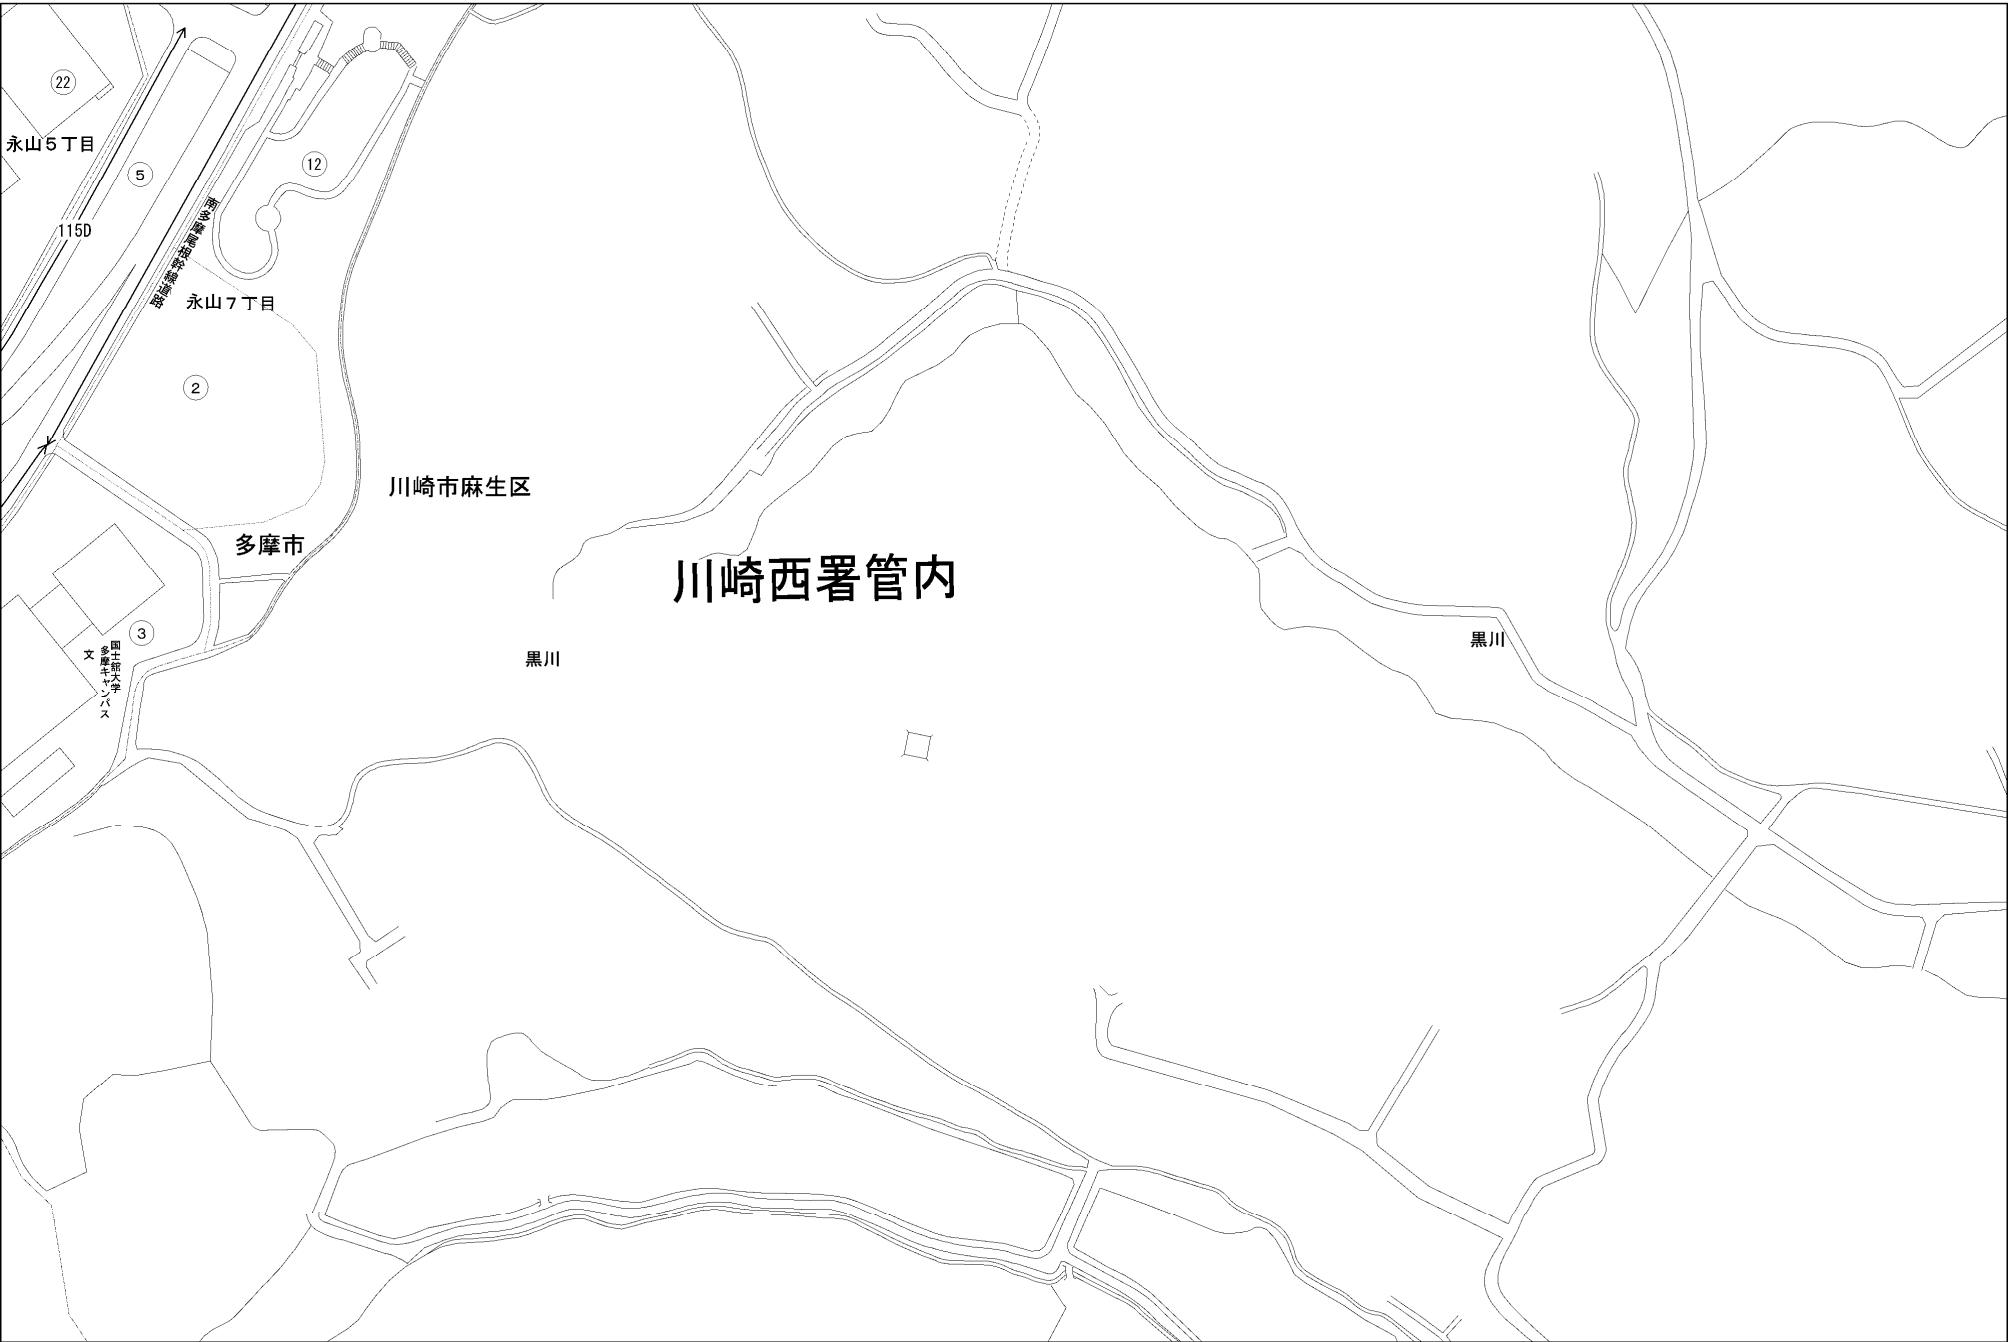 22
永山5丁目
5
12
115D
南多摩尾根幹線道路
永山7丁目
2
川崎市麻生区
多摩市
川崎西署管内
3
国士舘大学
多摩キャンパス
文
黒川
黒川